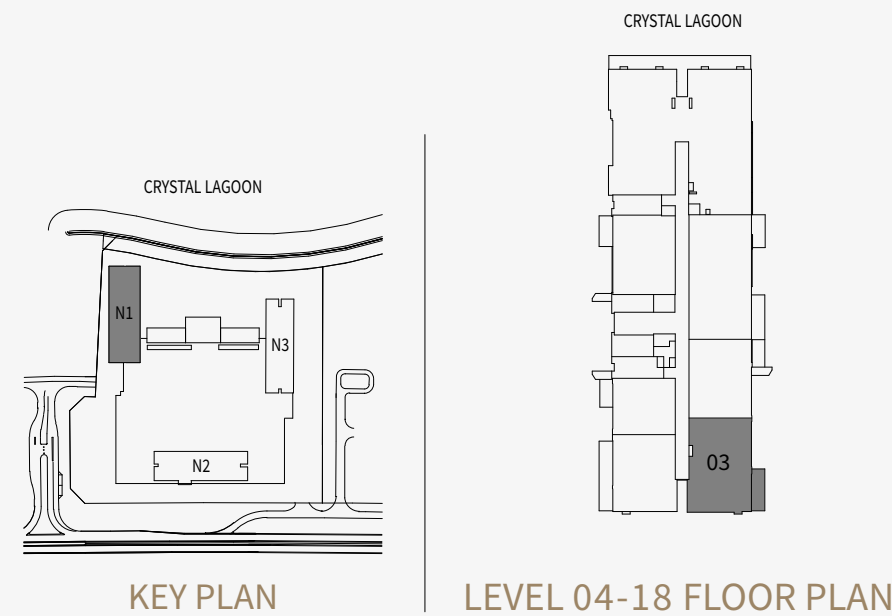 CRYSTAL LAGOON
N1
N3
N2
KEY PLAN
CRYSTAL LAGOON
03
LEVEL 04-18 FLOOR PLAN